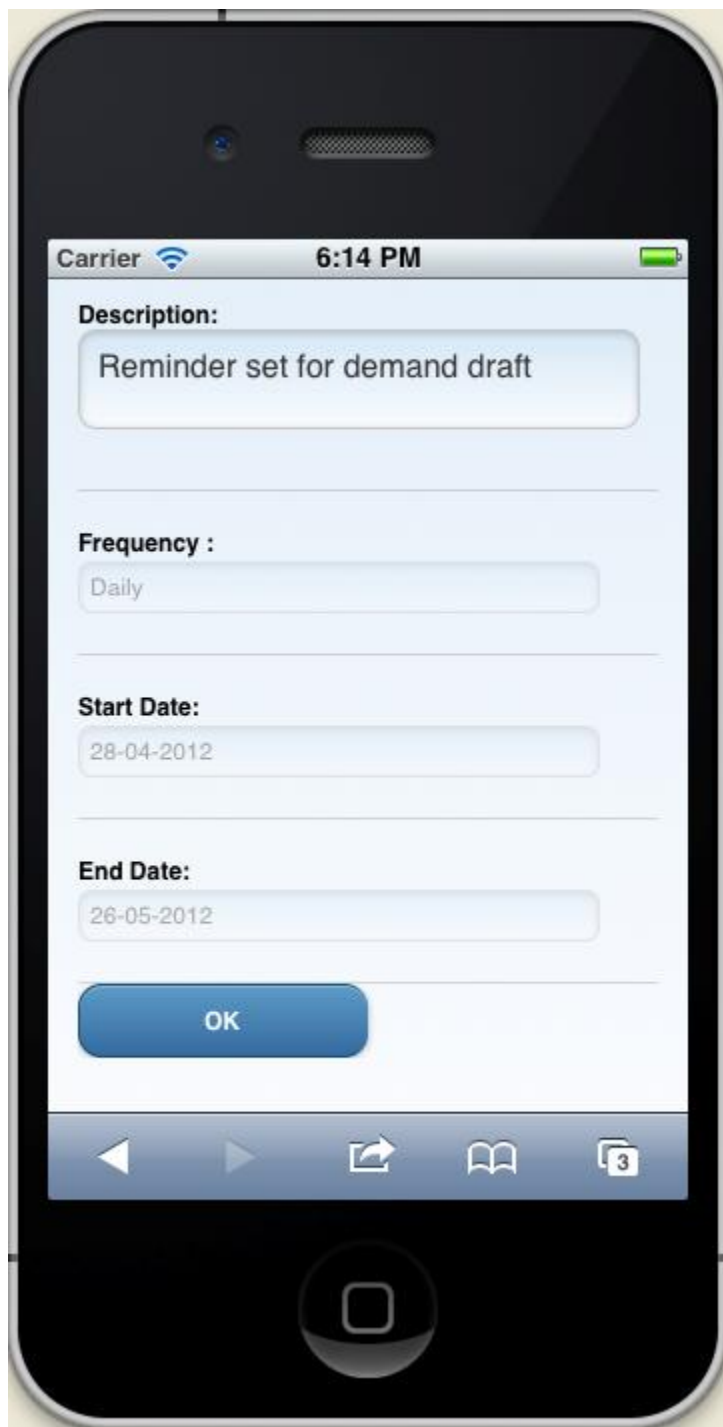 Carrier 6:14 PM
Description:
Reminder set for demand draft
Frequency :
Daily
Start Date:
28-04-2012
End Date:
26-05-2012
OK
3